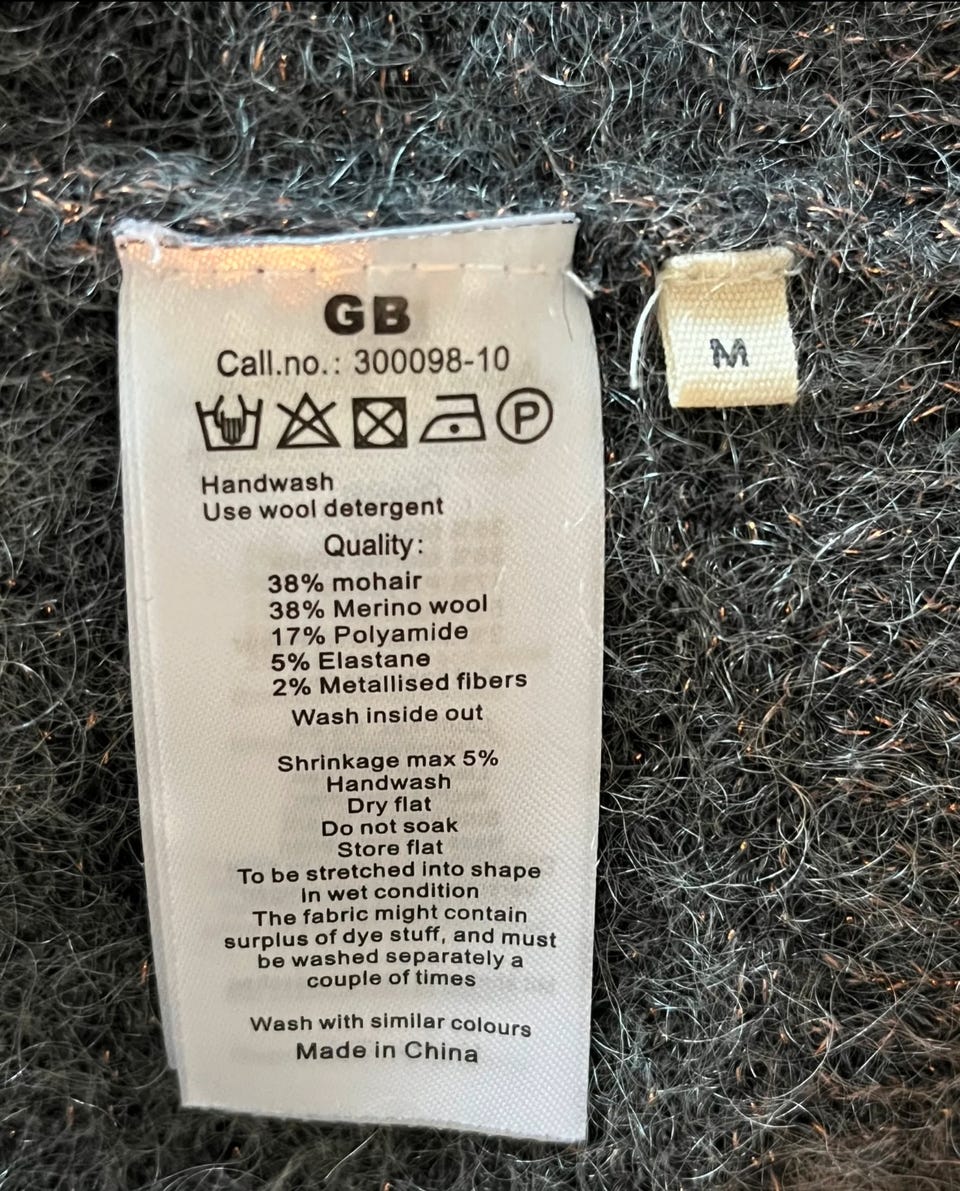 GB
Call.no.: 300098-10
P
Handwash
Use wool detergent
Quality:
38% mohair
38% Merino wool
17% Polyamide
5% Elastane
2% Metallised fibers
Wash inside out
Shrinkage max 5%
Handwash
Dry flat
Do not soak
Store flat
To be stretched into shape
in wet condition
The fabric might contain
surplus of dye stuff, and must
be washed separately a
couple of times
Wash with similar colours
Made in China
M